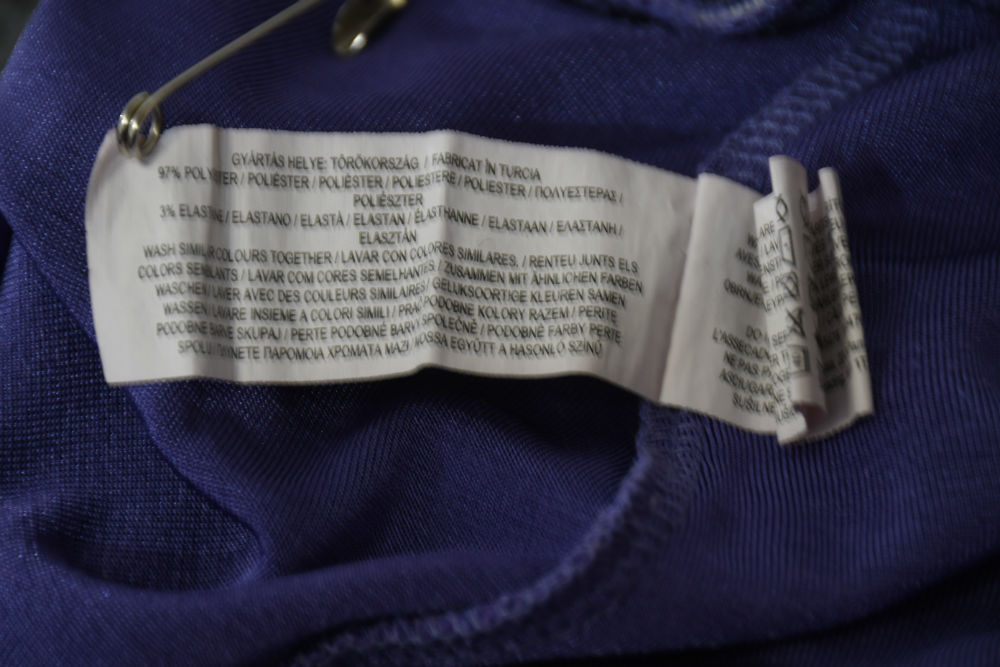 GYÁRTÁS HELYE: TÖRÖKORSZÁG / FABRICAT ÎN TURCIA
97% POLYESTER / POLIÉSTER / POLIÈSTER / POLIESTERE / POLIESTER / ΠΟΛΥΕΣΤΕΡΑΣ /
POLIÉSZTER
3% ELASTANE / ELASTANO / ELASTÀ / ELASTAN / ÉLASTHANNE / ELASTAAN / ΕΛΑΣΤΑΝΗ /
ELASZTÁN
WASH SIMILAR COLOURS TOGETHER / LAVAR CON COLORES SIMILARES. / RENTEU JUNTS ELS
COLORS SEMBLANTS / LAVAR COM CORES SEMELHANTES. / ZUSAMMEN MIT ÄHNLICHEN FARBEN
WASCHEN / LAVER AVEC DES COULEURS SIMILAIRES / GELIJKSOORTIGE KLEUREN SAMEN
WASSEN / LAVARE INSIEME A COLORI SIMILI / PRAĆ PODOBNE KOLORY RAZEM / PERITE
PODOBNE BARVE SKUPAJ / PERTE PODOBNÉ BARVY SPOLEČNĚ / PODOBNÉ FARBY PERTE
SPOLU / ΠΛΥΝΕΤΕ ΠΑΡΟΜΟΙΑ ΧΡΩΜΑΤΑ ΜΑΖΙ / MOSSA EGYÜTT A HASONLÓ SZÍNŰ